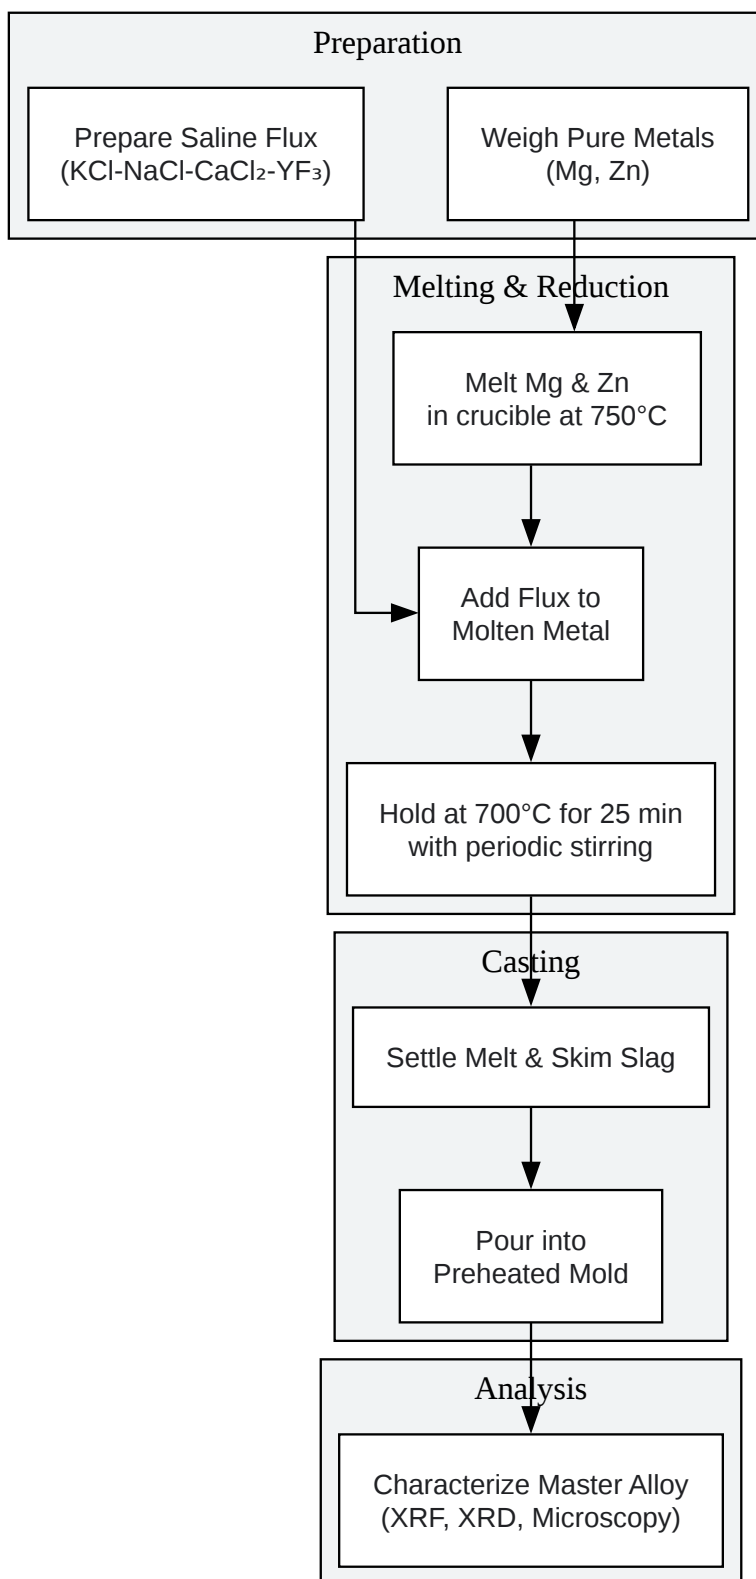 Preparation
Prepare Saline Flux
(KCl-NaCl-CaCl₂-YF₃)
Weigh Pure Metals
(Mg, Zn)
Melting & Reduction
Melt Mg & Zn
in crucible at 750°C
Add Flux to
Molten Metal
Hold at 700°C for 25 min
with periodic stirring
Casting
Settle Melt & Skim Slag
Pour into
Preheated Mold
Analysis
Characterize Master Alloy
(XRF, XRD, Microscopy)